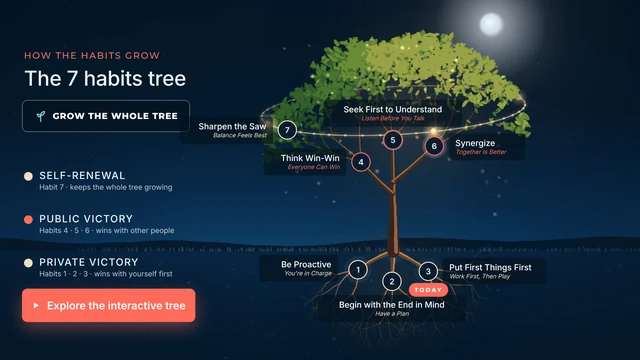 HOW THE HABITS GROW
The 7 habits tree
GROW THE WHOLE TREE
SELF-RENEWAL
Habit 7 · keeps the whole tree growing
PUBLIC VICTORY
Habits 4 · 5 · 6 · wins with other people
PRIVATE VICTORY
Habits 1 · 2 · 3 · wins with yourself first
Explore the interactive tree
Sharpen the Saw
Balance Feels Best
7
Seek First to Understand
Listen Before You Talk
5
Synergize
Together Is Better
6
Think Win-Win
Everyone Can Win
4
Be Proactive
You're in Charge
1
2
Begin with the End in Mind
Have a Plan
3
Put First Things First
Work First, Then Play
TODAY